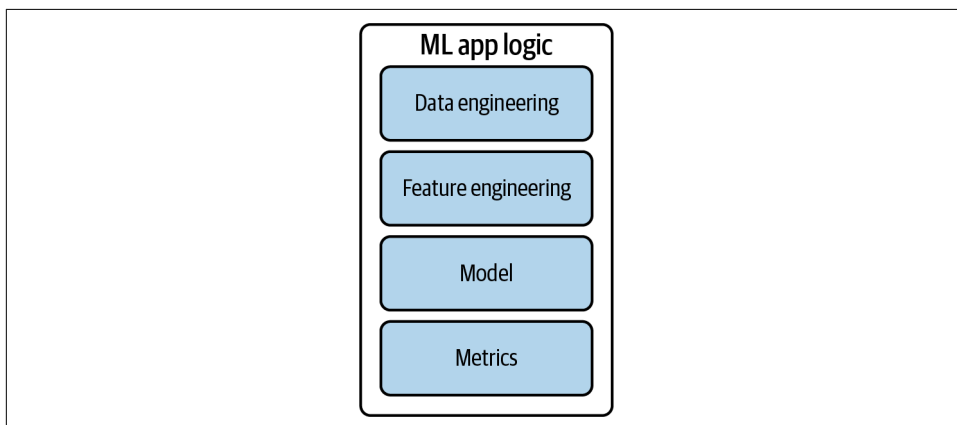 ML app logic
Data engineering
Feature engineering
Model
Metrics